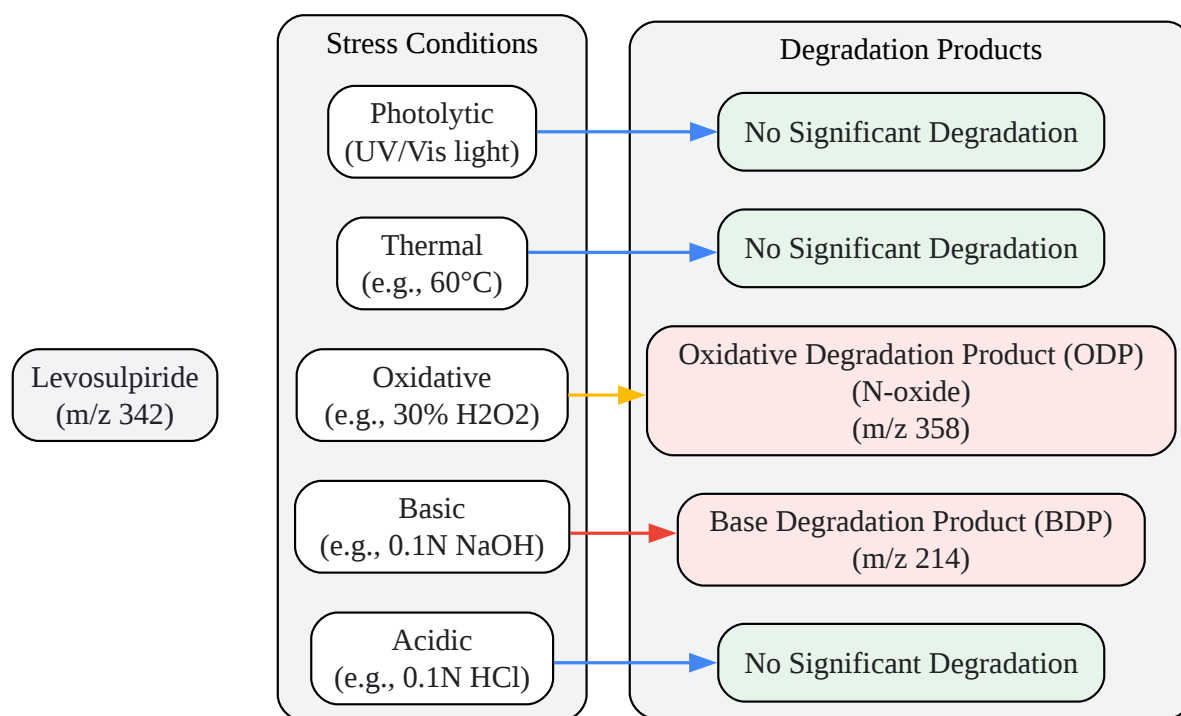 Stress Conditions
Degradation Products
Photolytic
(UV/Vis light)
No Significant Degradation
Thermal
(e.g., 60°C)
No Significant Degradation
Levosulpiride
(m/z 342)
Oxidative
(e.g., 30% H2O2)
Oxidative Degradation Product (ODP)
(N-oxide)
(m/z 358)
Basic
(e.g., 0.1N NaOH)
Base Degradation Product (BDP)
(m/z 214)
Acidic
(e.g., 0.1N HCl)
No Significant Degradation